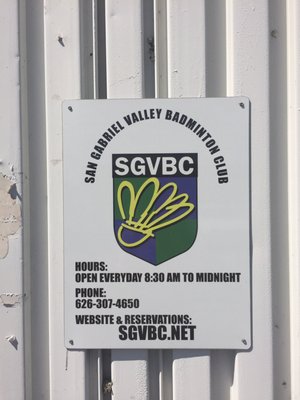 SAN GABRIEL VALLEY BADMINTON CLUB
SGVBC
HOURS:
OPEN EVERYDAY 8:30 AM TO MIDNIGHT
PHONE:
626-307-4650
WEBSITE & RESERVATIONS:
SGVBC.NET